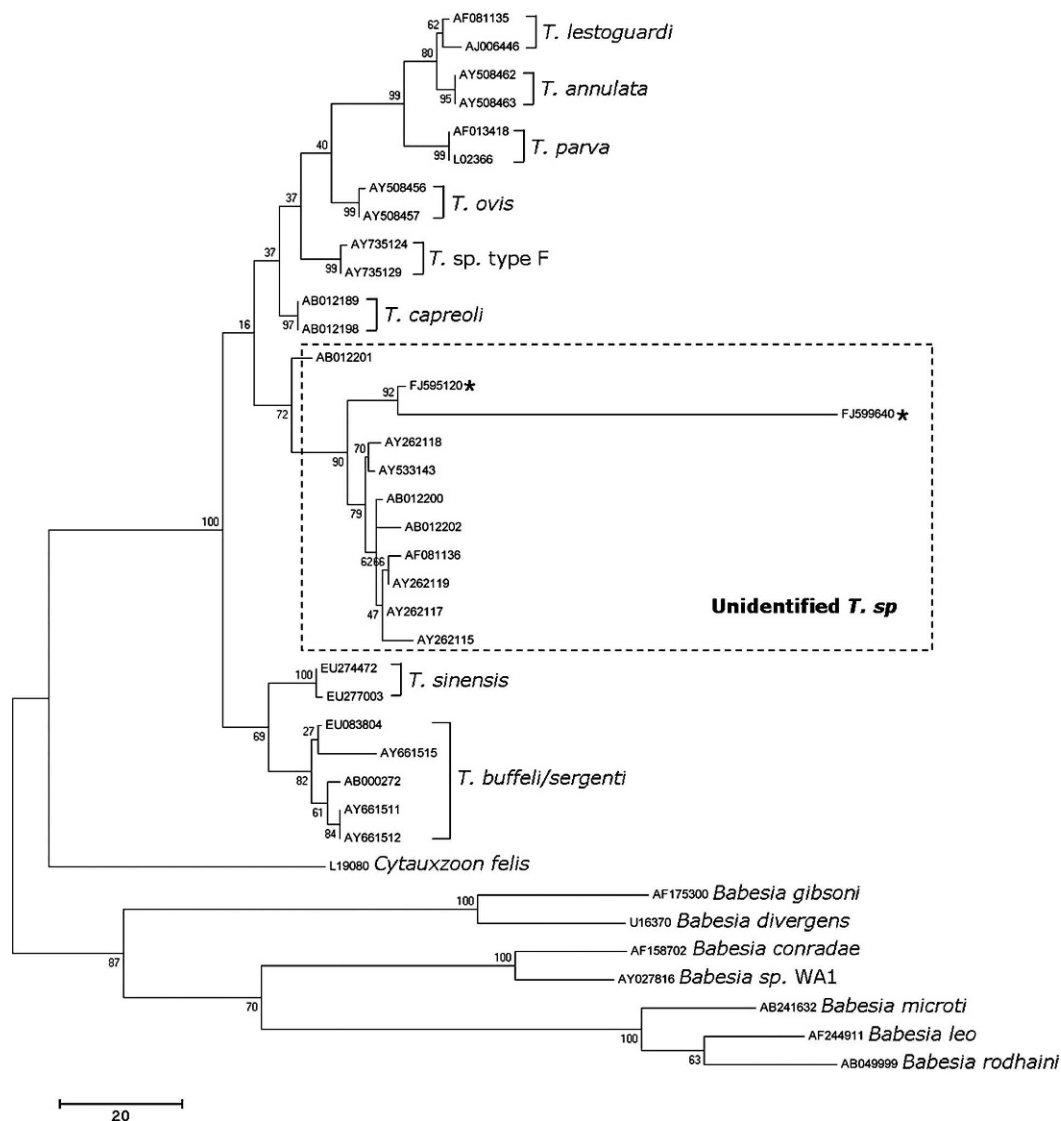 62 AF081135
T. lestoguardi
AJ006446
80
AY508462
T. annulata
95 AY508463
99
AF013418
T. parva
99 L02366
40
AY508456
T. ovis
99 AY508457
37
AY735124
T. sp. type F
99 AY735129
37
AB012189
T. capreoli
97 AB012198
16
AB012201
72
92 FJ595120*
FJ599640*
90
70 AY262118
AY533143
79
AB012200
AB012202
62 66 AF081136
AY262119
47 AY262117
AY262115
Unidentified T. sp
100
100 EU274472
T. sinensis
EU277003
69
27 EU083804
AY661515
82
T. buffeli/sergenti
AB000272
61 AY661511
84 AY661512
L19080 Cytauxzoon felis
100 AF175300 Babesia gibsoni
U16370 Babesia divergens
87
100 AF158702 Babesia conradae
AY027816 Babesia sp. WA1
70
AB241632 Babesia microti
100
AF244911 Babesia leo
63 AB049999 Babesia rodhaini
20